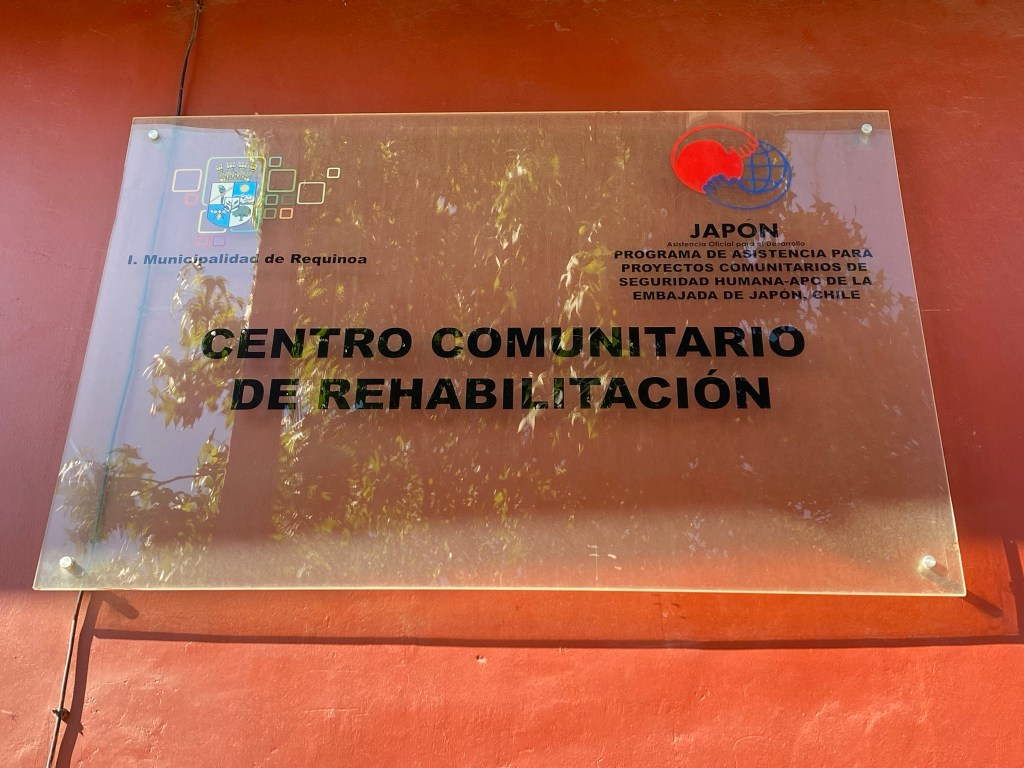 I. Municipalidad de Requinoa
JAPÓN
Asistencia Oficial para el Desarrollo
PROGRAMA DE ASISTENCIA PARA
PROYECTOS COMUNITARIOS DE
SEGURIDAD HUMANA-APC DE LA
EMBAJADA DE JAPÓN, CHILE
CENTRO COMUNITARIO
DE REHABILITACIÓN